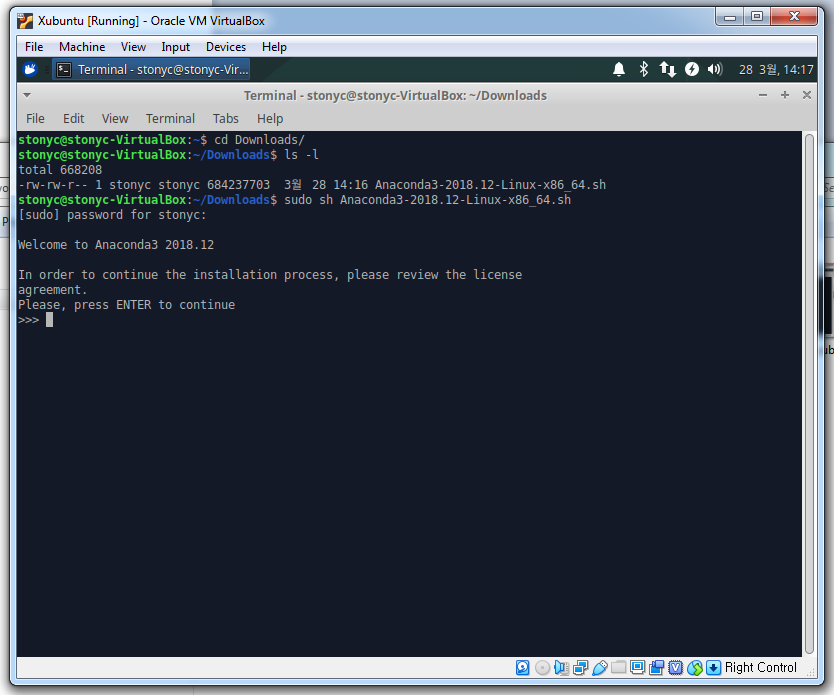 Xubuntu [Running] - Oracle VM VirtualBox
File Machine View Input Devices Help
Terminal - stonyc@stonyc-Vir... 28 3월, 14:17
Terminal - stonyc@stonyc-VirtualBox: ~/Downloads
File Edit View Terminal Tabs Help
stonyc@stonyc-VirtualBox:~$ cd Downloads/
stonyc@stonyc-VirtualBox:~/Downloads$ ls -l
total 668208
-rw-rw-r-- 1 stonyc stonyc 684237703 3월 28 14:16 Anaconda3-2018.12-Linux-x86_64.sh
stonyc@stonyc-VirtualBox:~/Downloads$ sudo sh Anaconda3-2018.12-Linux-x86_64.sh
[sudo] password for stonyc:
Welcome to Anaconda3 2018.12
In order to continue the installation process, please review the license
agreement.
Please, press ENTER to continue
>>>
Right Control